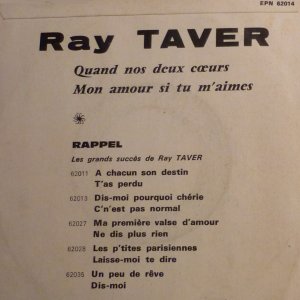 EPN 62014
Ray TAVER
Quand nos deux cœurs
Mon amour si tu m'aimes
RAPPEL
Les grands succès de Ray TAVER
62011 A chacun son destin
T'as perdu
62013 Dis-moi pourquoi chérie
C'n'est pas normal
62027 Ma première valse d'amour
Ne dis plus rien
62028 Les p'tites parisiennes
Laisse-moi te dire
62035 Un peu de rêve
Dis-moi